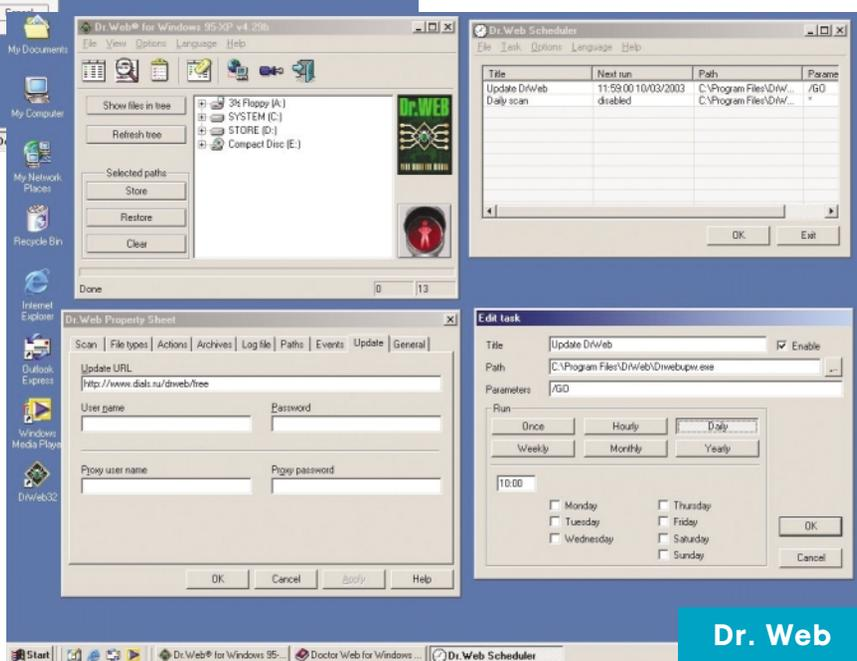 My Documents
My Computer
My Network
Places
Recycle Bin
Internet
Explorer
Outlook
Express
Windows
Media Playe
DrWeb32
Dr.Web® for Windows 95-XP v4.29b
File View Options Language Help
Show files in tree
Refresh tree
Selected paths
Store
Restore
Clear
3½ Floppy (A:)
SYSTEM (C:)
STORE (D:)
Compact Disc (E:)
Dr.WEB
Done
0 13
Dr.Web Scheduler
File Task Options Language Help
Title Next run Path Parame
Update DrWeb 11:59:00 10/03/2003 C:\Program Files\DrW... /GO
Daily scan disabled C:\Program Files\DrW... *
OK Exit
Dr.Web Property Sheet
Scan File types Actions Archives Log file Paths Events Update General
Update URL
http://www.dials.ru/drweb/free
User name Password
Proxy user name Proxy password
OK Cancel Apply Help
Edit task
Title Update DrWeb Enable
Path C:\Program Files\DrWeb\Drwebupw.exe ...
Parameters /GO
Run
Once Hourly Daily
Weekly Monthly Yearly
10:00
Monday Thursday
Tuesday Friday
Wednesday Saturday
Sunday
OK
Cancel
Dr. Web
Start Dr.Web® for Windows 95-... Doctor Web for Windows ... Dr.Web Scheduler